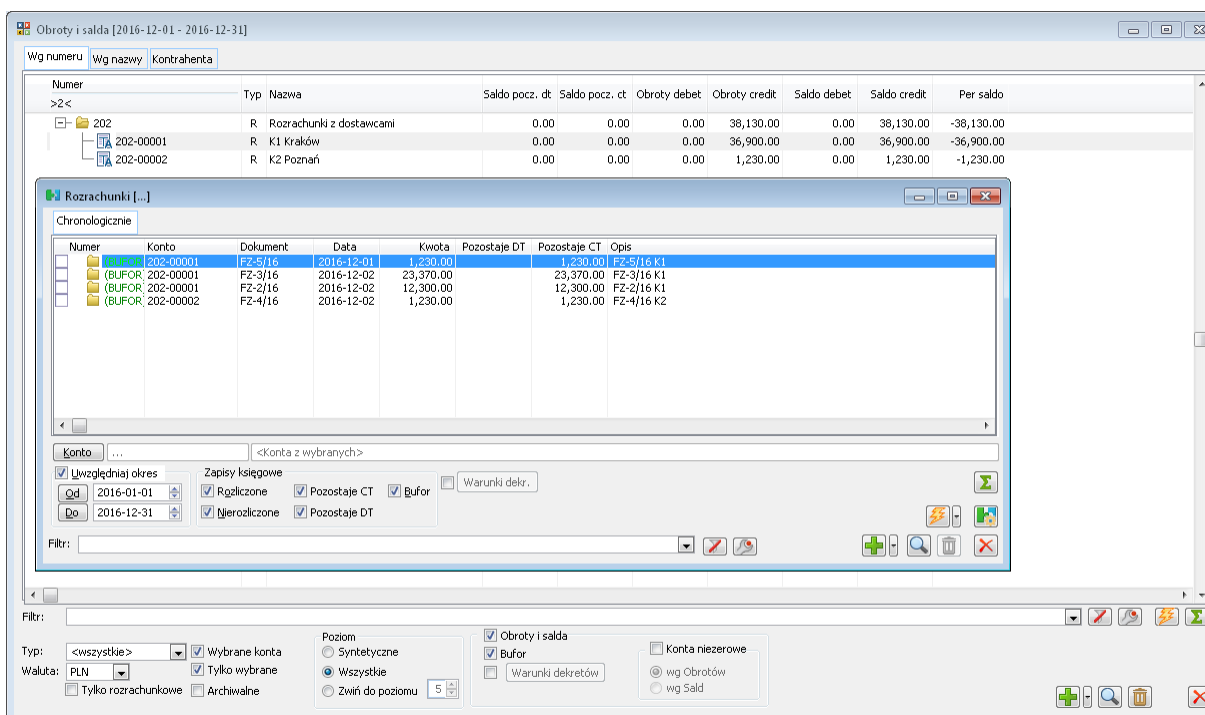 Obroty i salda [2016-12-01 - 2016-12-31]
Wg numeru Wg nazwy Kontrahenta
Numer Typ Nazwa Saldo pocz. dt Saldo pocz. ct Obroty debet Obroty credit Saldo debet Saldo credit Per saldo
>2<
202 R Rozrachunki z dostawcami 0.00 0.00 0.00 38,130.00 0.00 38,130.00 -38,130.00
202-00001 R K1 Kraków 0.00 0.00 0.00 36,900.00 0.00 36,900.00 -36,900.00
202-00002 R K2 Poznań 0.00 0.00 0.00 1,230.00 0.00 1,230.00 -1,230.00
Rozrachunki [...]
Chronologicznie
Numer Konto Dokument Data Kwota Pozostaje DT Pozostaje CT Opis
(BUFOR 202-00001 FZ-5/16 2016-12-01 1,230.00 1,230.00 FZ-5/16 K1
(BUFOR 202-00001 FZ-3/16 2016-12-02 23,370.00 23,370.00 FZ-3/16 K1
(BUFOR 202-00001 FZ-2/16 2016-12-02 12,300.00 12,300.00 FZ-2/16 K1
(BUFOR 202-00002 FZ-4/16 2016-12-02 1,230.00 1,230.00 FZ-4/16 K2
Konto ... <Konta z wybranych>
Uwzględniaj okres Zapisy księgowe Warunki dekr.
Od 2016-01-01 Rozliczone Pozostaje CT Bufor
Do 2016-12-31 Nierozliczone Pozostaje DT
Filtr:
Filtr:
Typ: <wszystkie> Wybrane konta Poziom Obroty i salda
Syntetyczne Bufor Konta niezerowe
Waluta: PLN Tylko wybrane Wszystkie Warunki dekretów wg Obrotów
Tylko rozrachunkowe Archiwalne Zwiń do poziomu 5 wg Sald